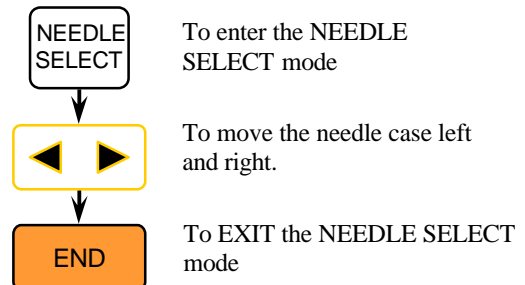 NEEDLE
SELECT
To enter the NEEDLE
SELECT mode
To move the needle case left
and right.
END
To EXIT the NEEDLE SELECT
mode